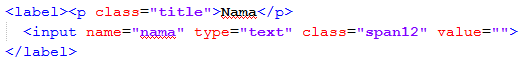 <label><p class="title">Nama</p>
<input name="nama" type="text" class="span12" value="">
</label>